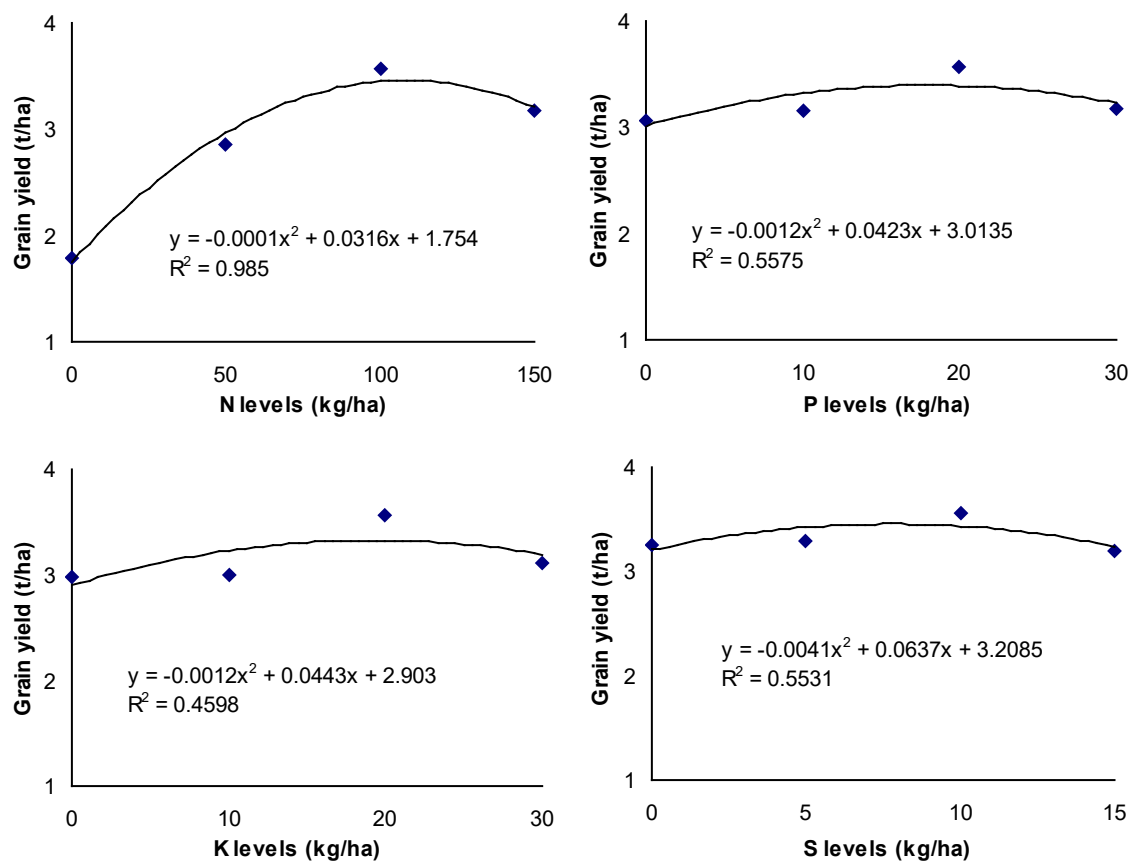 4
3
2
1
Grain yield (t/ha)
y = -0.0001x² + 0.0316x + 1.754
R² = 0.985
0 50 100 150
N levels (kg/ha)
4
3
2
1
Grain yield (t/ha)
y = -0.0012x² + 0.0423x + 3.0135
R² = 0.5575
0 10 20 30
P levels (kg/ha)
4
3
2
1
Grain yield (t/ha)
y = -0.0012x² + 0.0443x + 2.903
R² = 0.4598
0 10 20 30
K levels (kg/ha)
4
3
2
1
Grain yield (t/ha)
y = -0.0041x² + 0.0637x + 3.2085
R² = 0.5531
0 5 10 15
S levels (kg/ha)